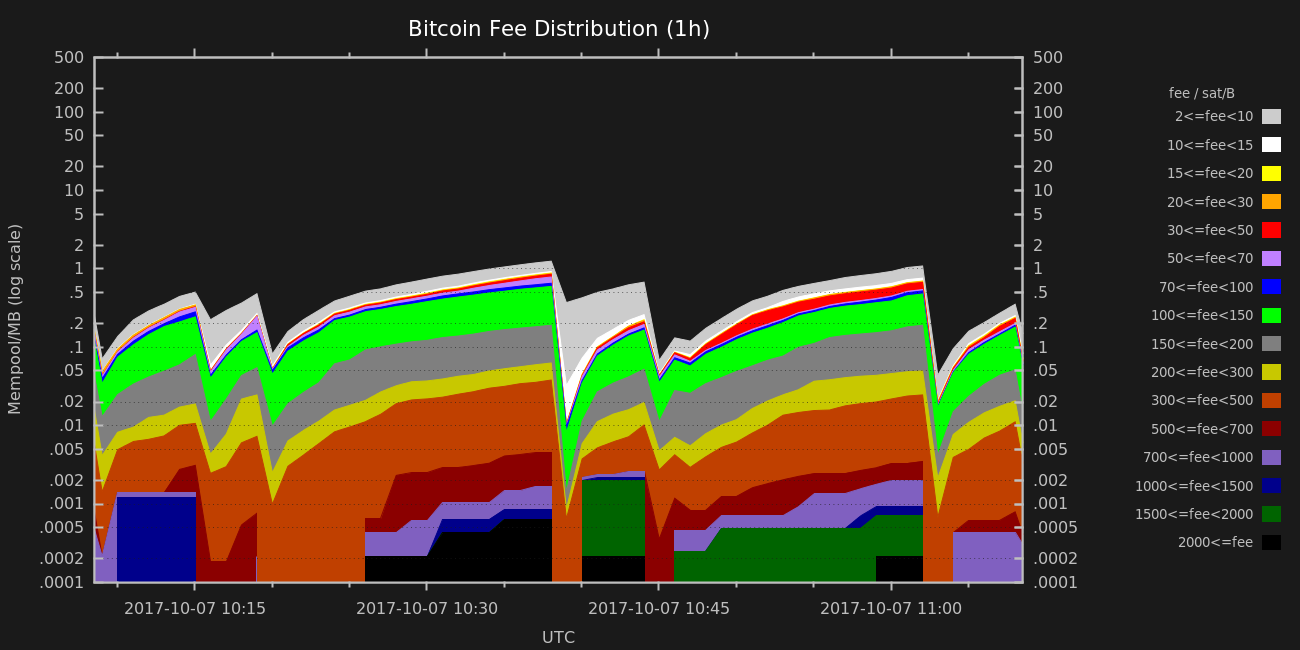 Bitcoin Fee Distribution (1h)
Mempool/MB (log scale)
500
200
100
50
20
10
5
2
1
.5
.2
.1
.05
.02
.01
.005
.002
.001
.0005
.0002
.0001
500
200
100
50
20
10
5
2
1
.5
.2
.1
.05
.02
.01
.005
.002
.001
.0005
.0002
.0001
2017-10-07 10:15 2017-10-07 10:30 2017-10-07 10:45 2017-10-07 11:00
UTC
fee / sat/B
2<=fee<10
10<=fee<15
15<=fee<20
20<=fee<30
30<=fee<50
50<=fee<70
70<=fee<100
100<=fee<150
150<=fee<200
200<=fee<300
300<=fee<500
500<=fee<700
700<=fee<1000
1000<=fee<1500
1500<=fee<2000
2000<=fee